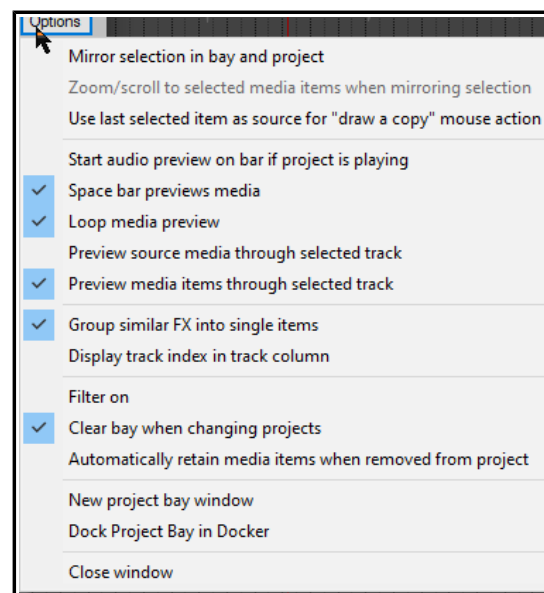 Options
Mirror selection in bay and project
Zoom/scroll to selected media items when mirroring selection
Use last selected item as source for "draw a copy" mouse action
Start audio preview on bar if project is playing
Space bar previews media
Loop media preview
Preview source media through selected track
Preview media items through selected track
Group similar FX into single items
Display track index in track column
Filter on
Clear bay when changing projects
Automatically retain media items when removed from project
New project bay window
Dock Project Bay in Docker
Close window